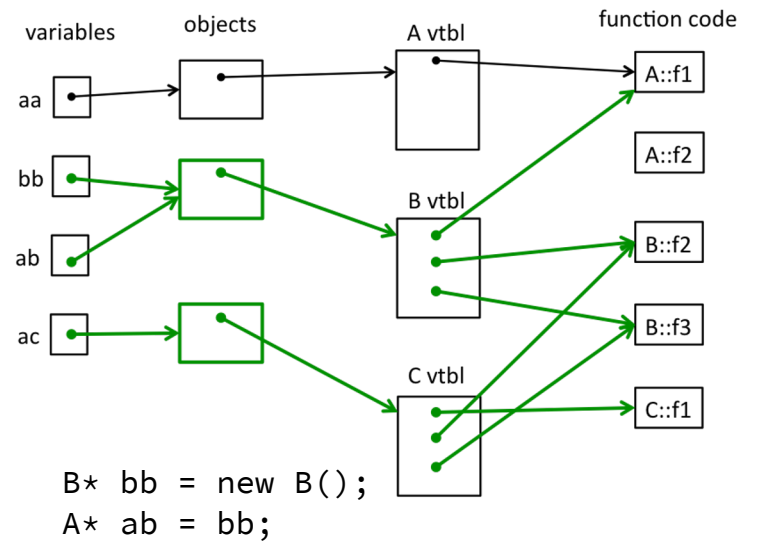 variables
objects
A vtbl
function code
aa
A::f1
bb
A::f2
B vtbl
ab
B::f2
ac
B::f3
C vtbl
C::f1
B* bb = new B();
A* ab = bb;